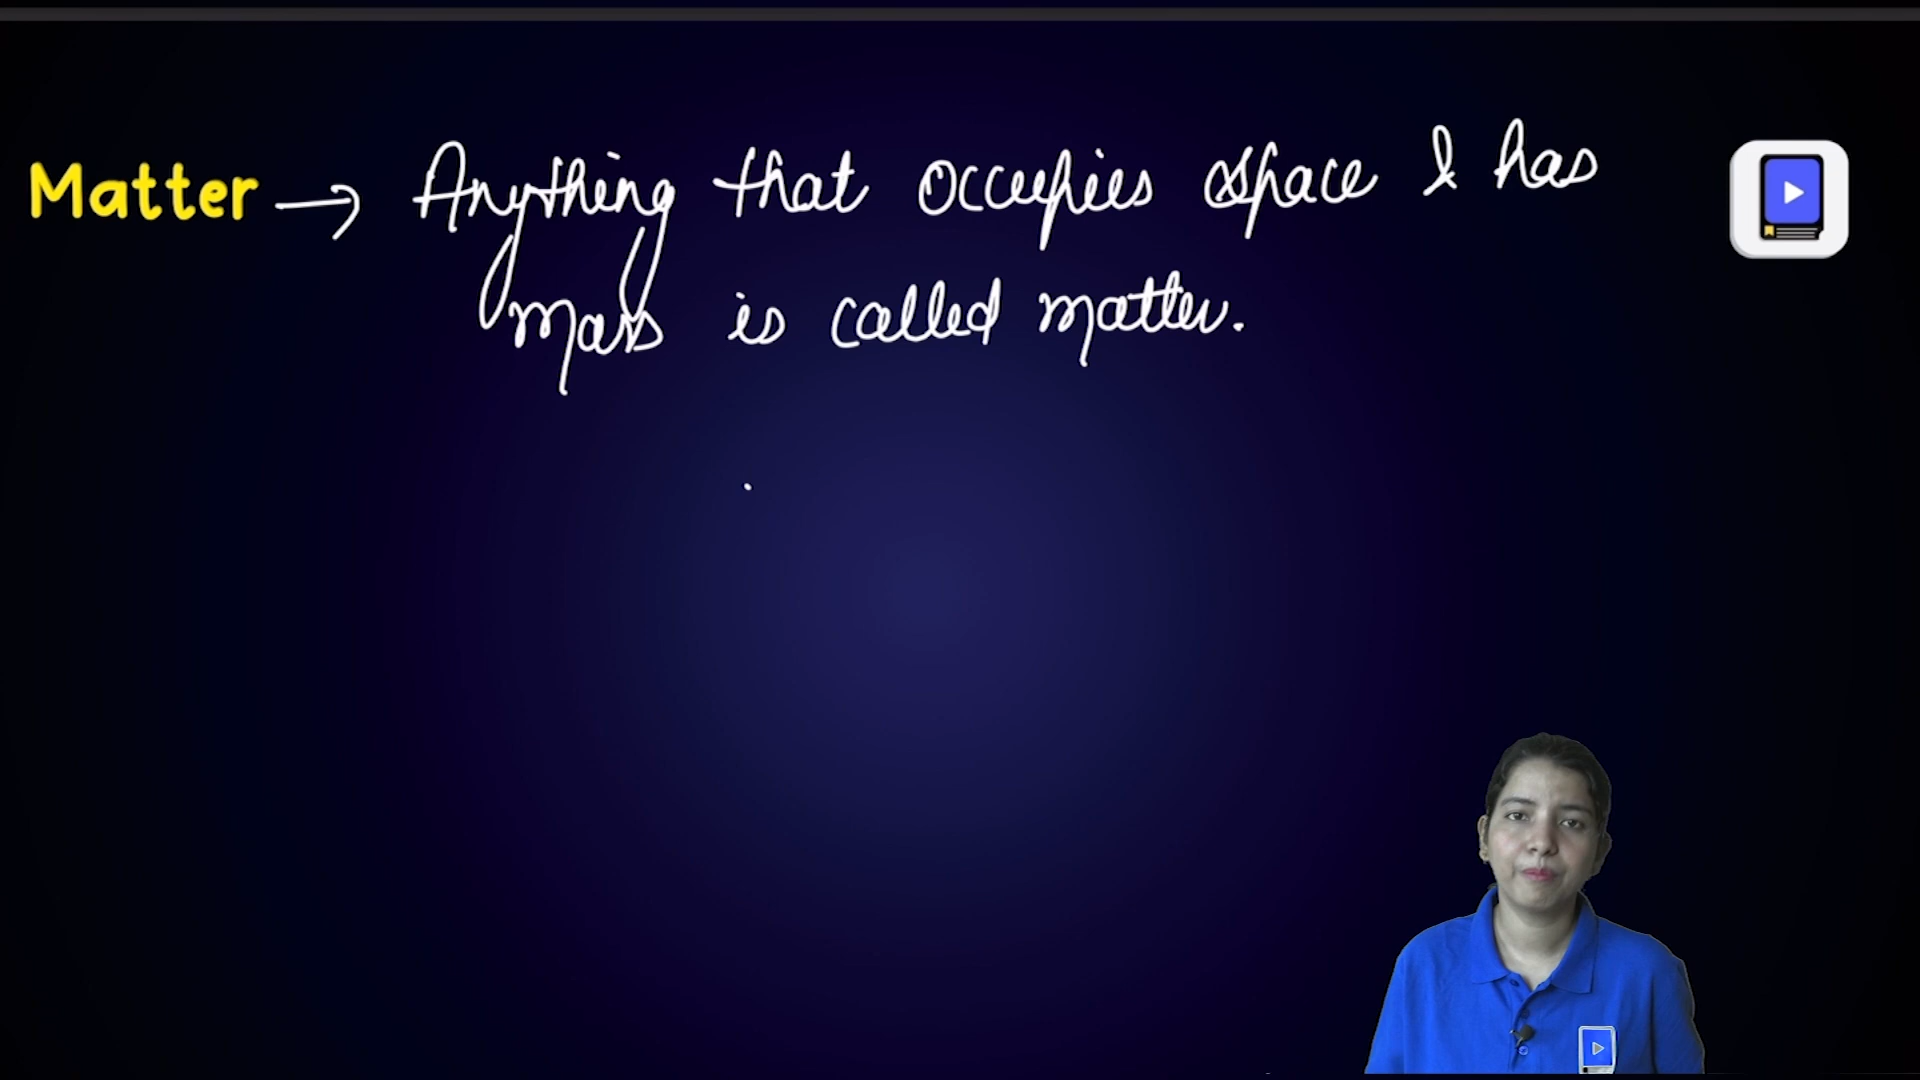 Matter → Anything that occupies space & has
mass is called matter.